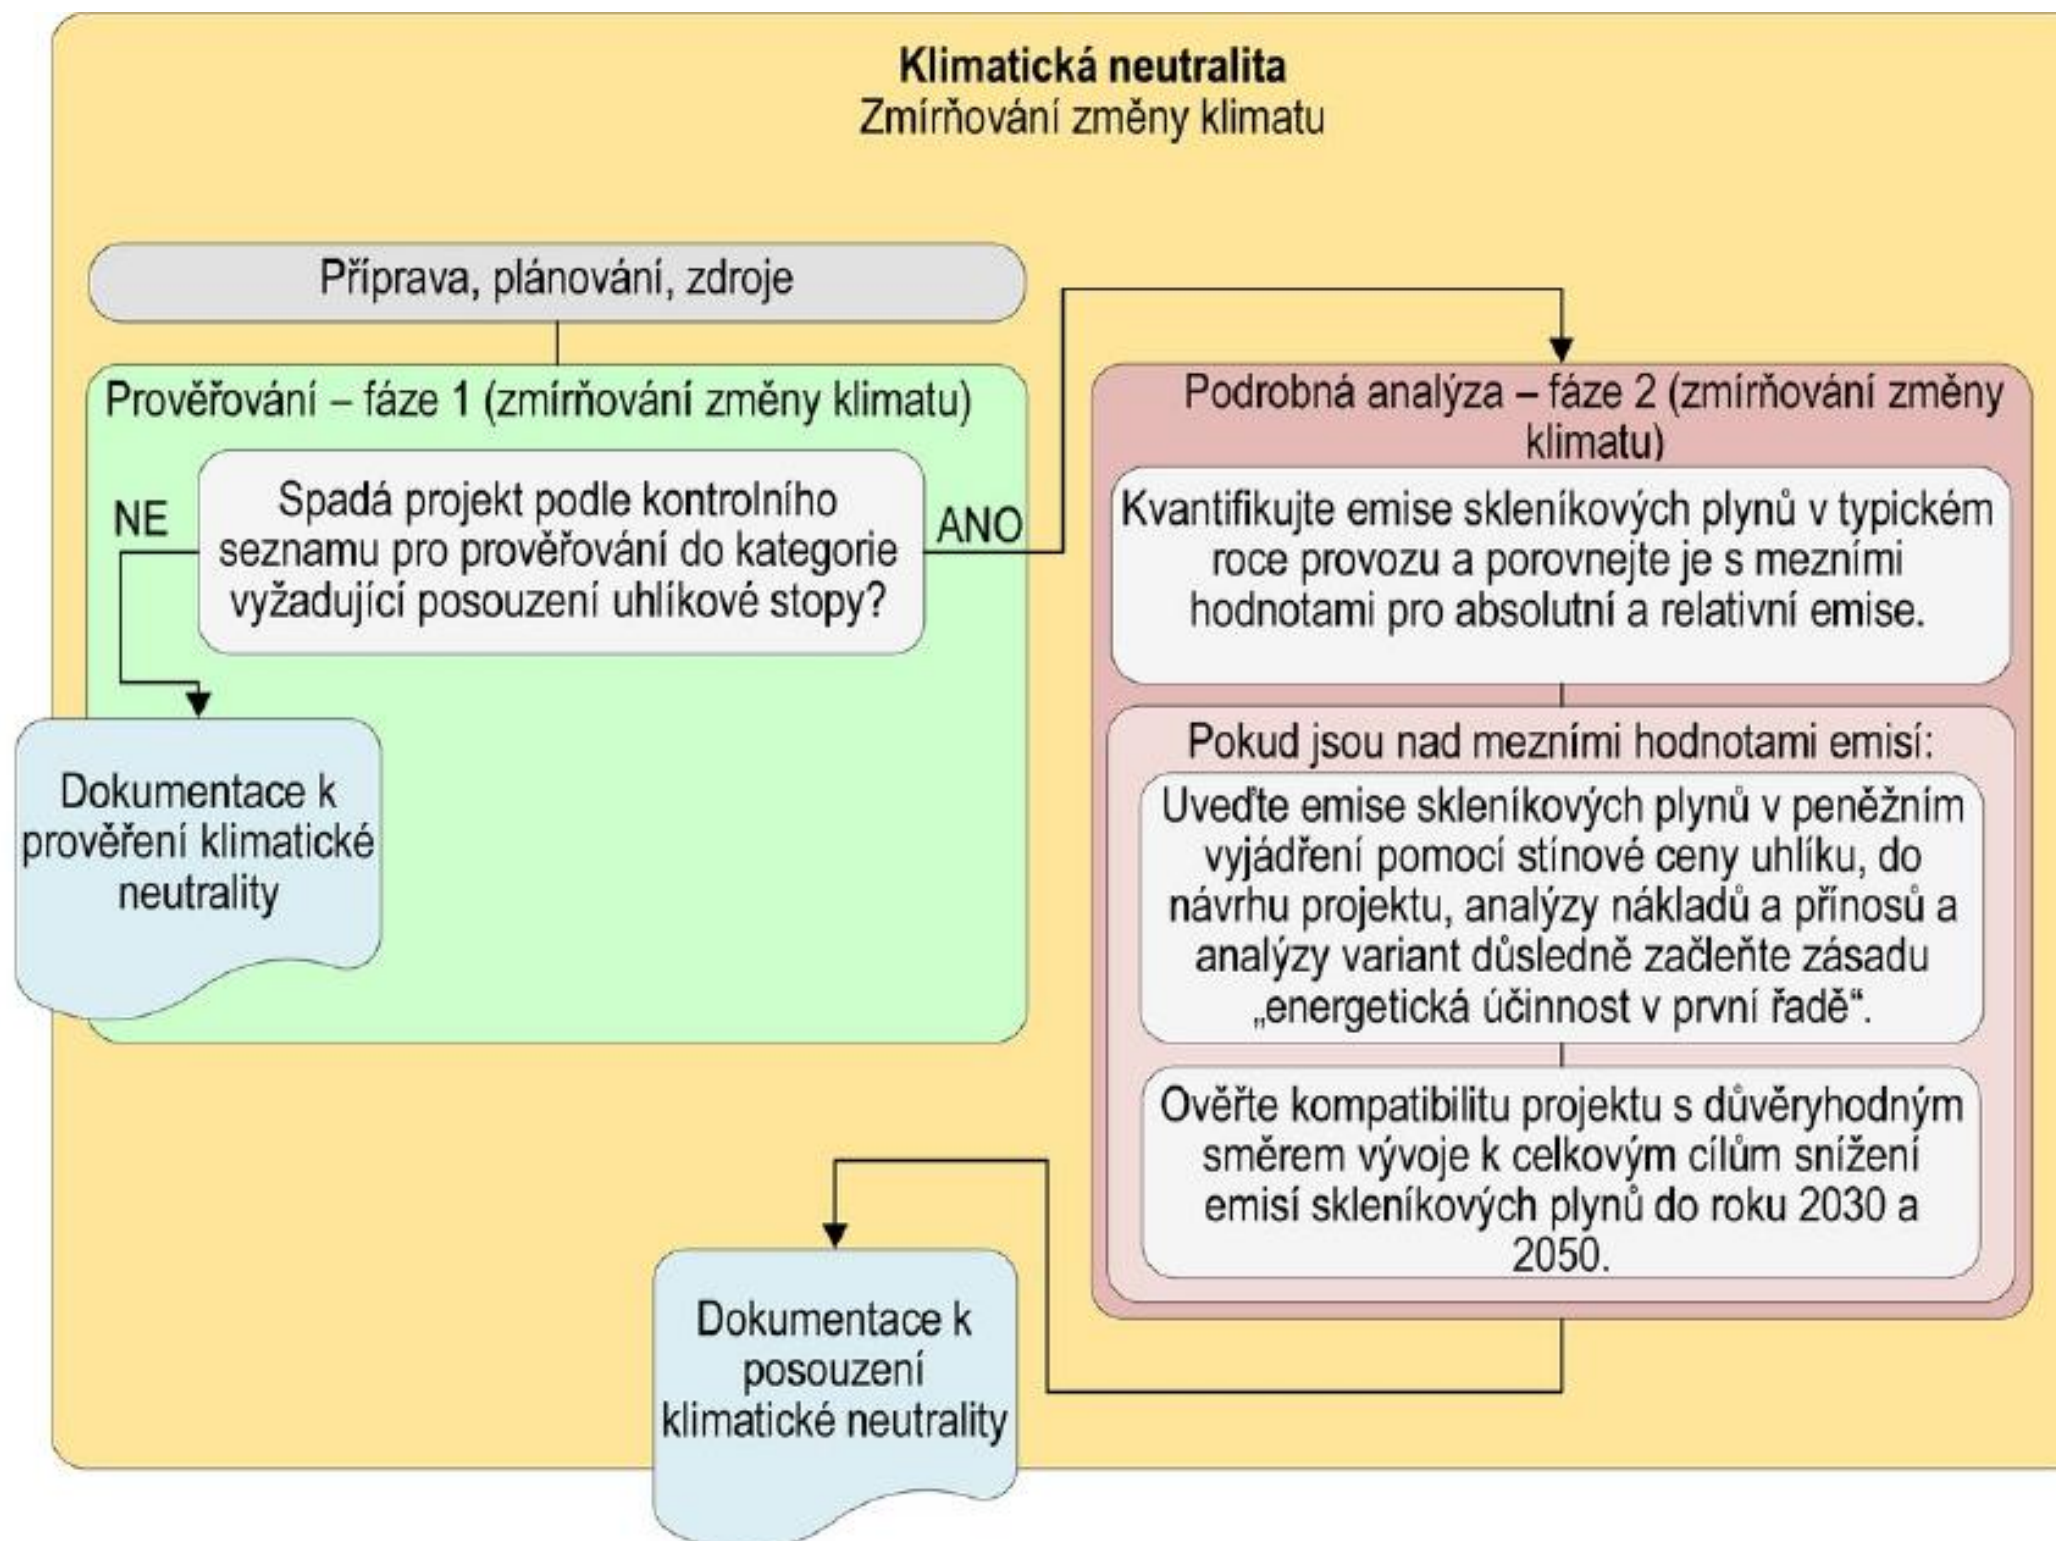 Klimatická neutralita
Zmírňování změny klimatu
Příprava, plánování, zdroje
Prověřování – fáze 1 (zmírňování změny klimatu)
NE
Spadá projekt podle kontrolního
seznamu pro prověřování do kategorie
vyžadující posouzení uhlíkové stopy?
ANO
Dokumentace k
prověření klimatické
neutrality
Podrobná analýza – fáze 2 (zmírňování změny
klimatu)
Kvantifikujte emise skleníkových plynů v typickém
roce provozu a porovnejte je s mezními
hodnotami pro absolutní a relativní emise.
Pokud jsou nad mezními hodnotami emisí:
Uveďte emise skleníkových plynů v peněžním
vyjádření pomocí stínové ceny uhlíku, do
návrhu projektu, analýzy nákladů a přínosů a
analýzy variant důsledně začleňte zásadu
„energetická účinnost v první řadě“.
Ověřte kompatibilitu projektu s důvěryhodným
směrem vývoje k celkovým cílům snížení
emisí skleníkových plynů do roku 2030 a
2050.
Dokumentace k
posouzení
klimatické neutrality